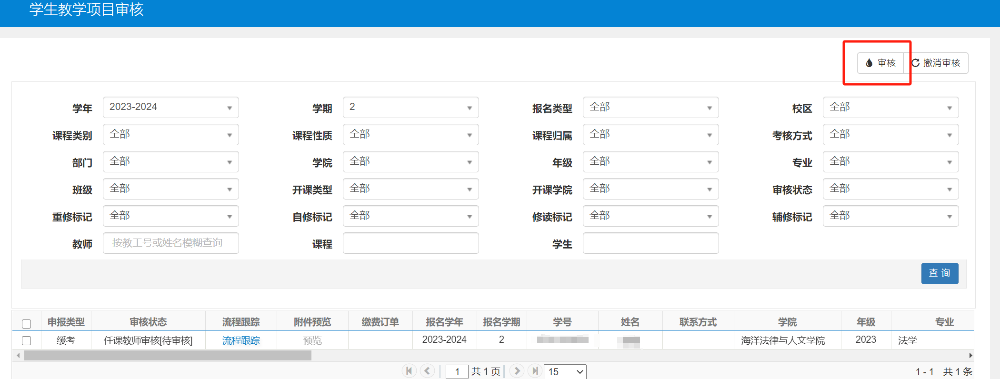 学生教学项目审核
审核 撤消审核
学年 2023-2024 学期 2 报名类型 全部 校区 全部
课程类别 全部 课程性质 全部 课程归属 全部 考核方式 全部
部门 全部 学院 全部 年级 全部 专业 全部
班级 全部 开课类型 全部 开课学院 全部 审核状态 全部
重修标记 全部 自修标记 全部 修读标记 全部 辅修标记 全部
教师 按教工号或姓名模糊查询 课程 学生
查 询
申报类型 审核状态 流程跟踪 附件预览 缴费订单 报名学年 报名学期 学号 姓名 联系方式 学院 年级 专业
缓考 任课教师审核[待审核] 流程跟踪 预览 2023-2024 2 海洋法律与人文学院 2023 法学
1 共 1 页 15 1 - 1 共 1 条